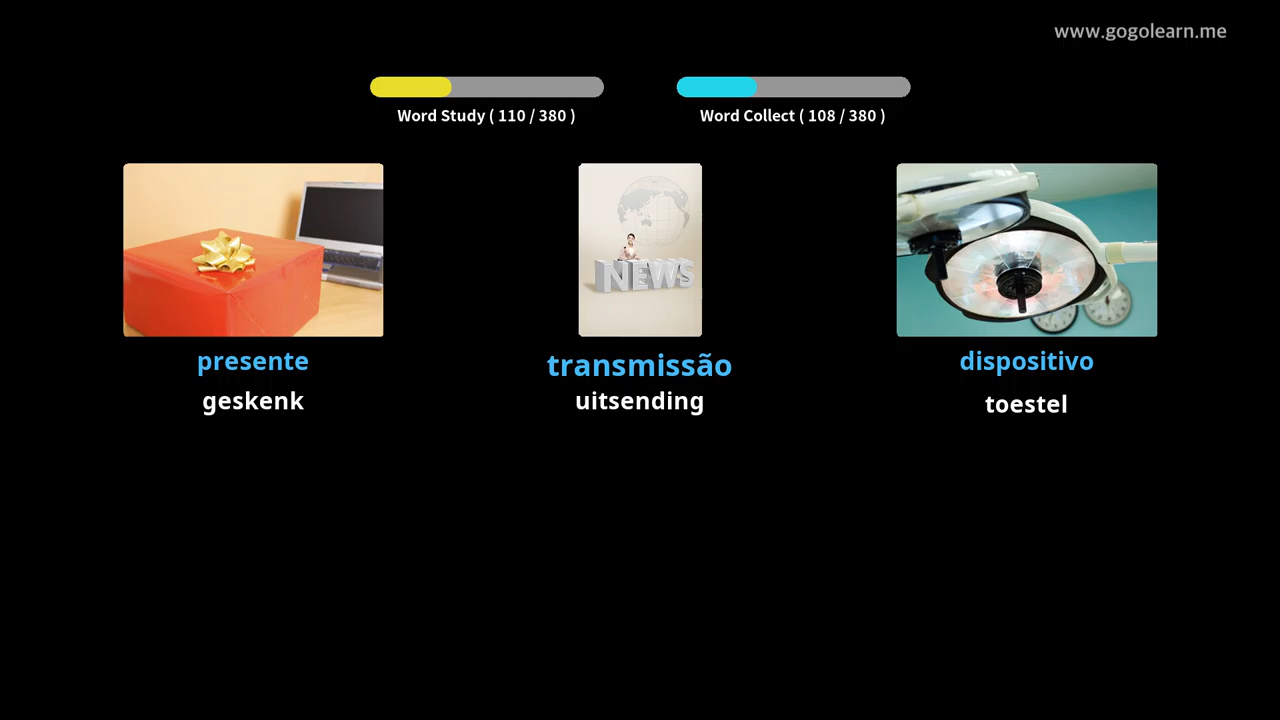 www.gogolearn.me
Word Study ( 110 / 380 )
Word Collect ( 108 / 380 )
NEWS
presente
transmissão
dispositivo
geskenk
uitsending
toestel